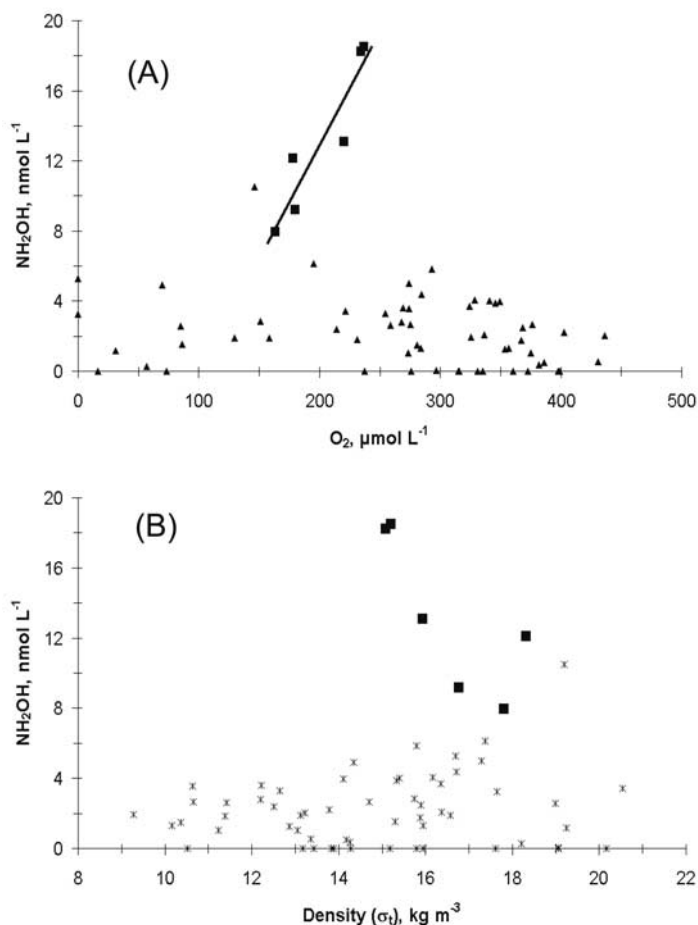 20
(A)
16
12
8
4
0
NH₂OH, nmol L⁻¹
0 100 200 300 400 500
O₂, µmol L⁻¹
20
(B)
16
12
8
4
0
NH₂OH, nmol L⁻¹
8 10 12 14 16 18 20 22
Density (σₜ), kg m⁻³